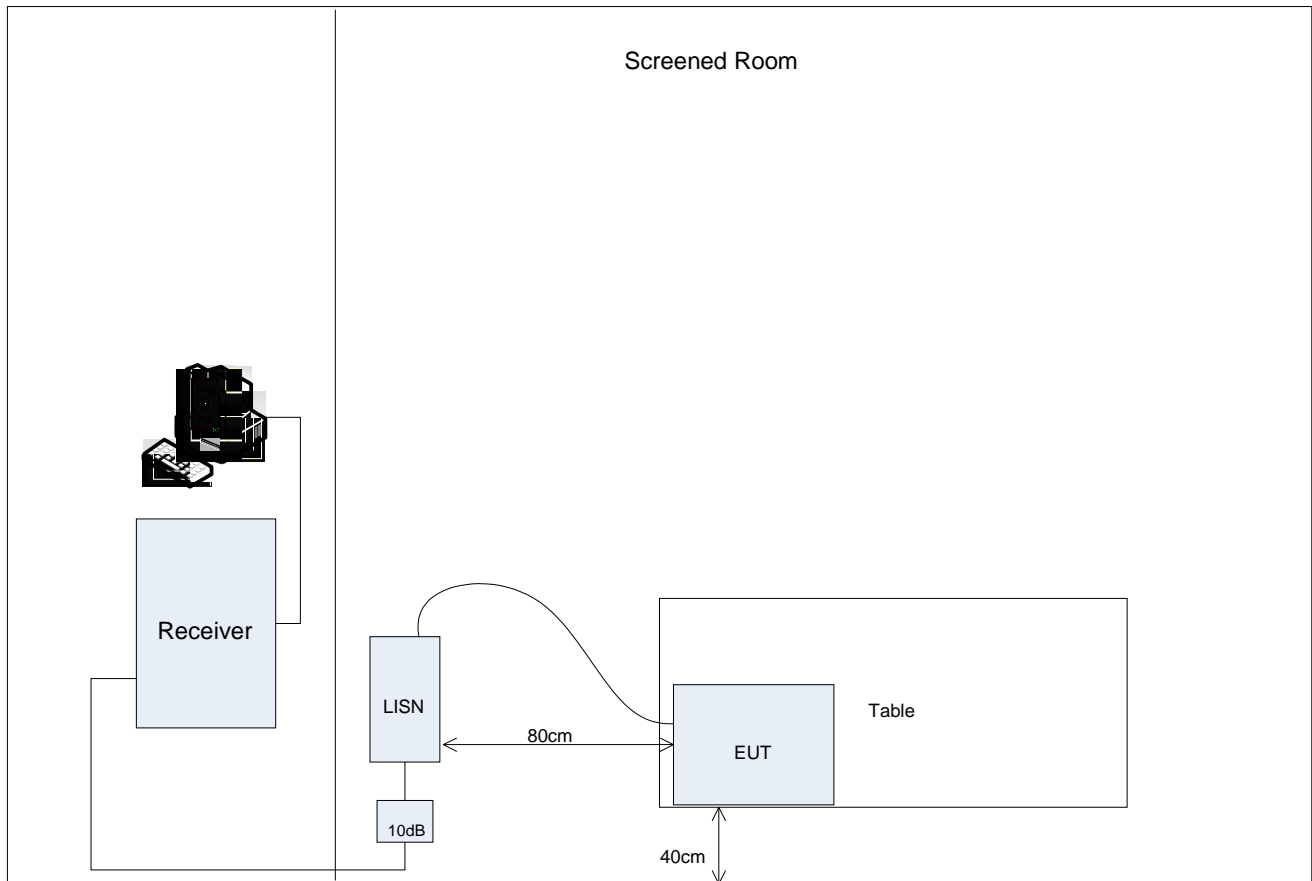 Screened Room
Receiver
LISN
80cm
Table
EUT
10dB
40cm